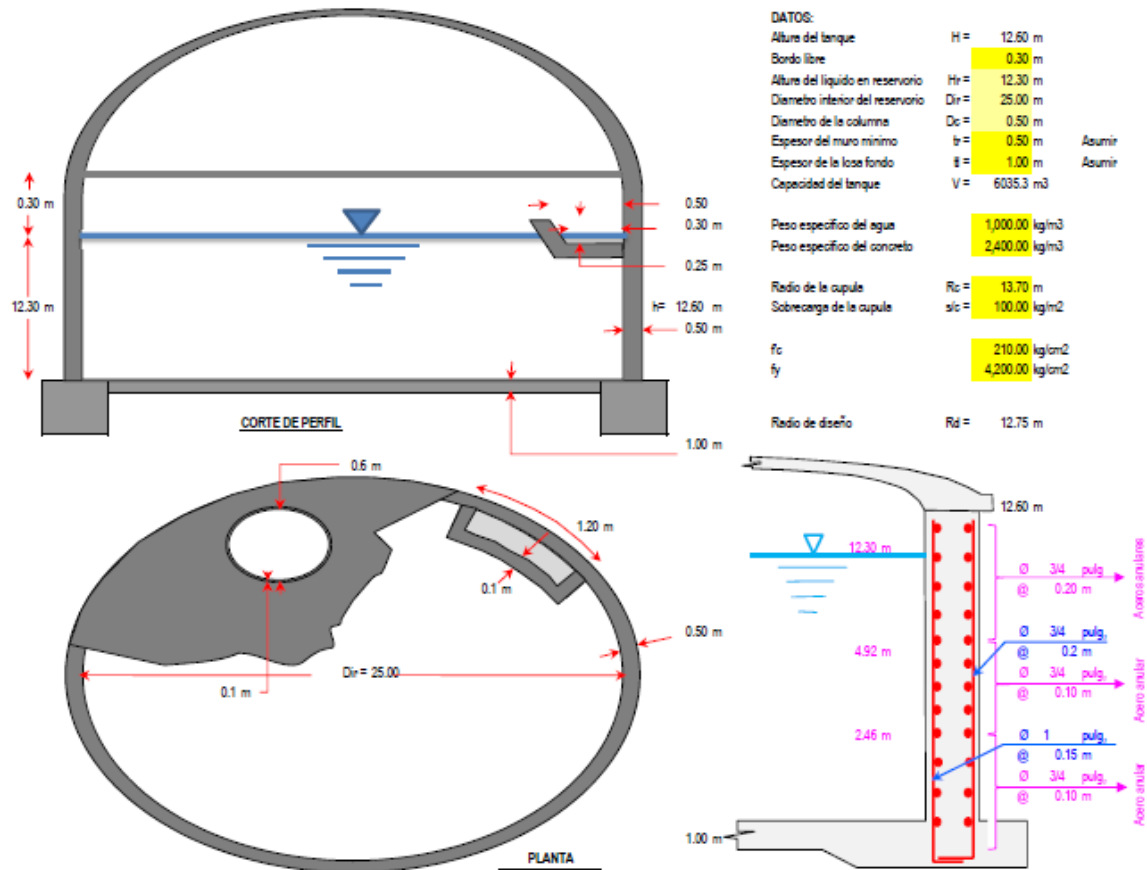 DATOS:
Altura del tanque H = 12.60 m
Bordo libre 0.30 m
Altura del liquido en reservorio Hr = 12.30 m
Diametro interior del reservorio Dir = 25.00 m
Diametro de la columna Dc = 0.50 m
Espesor del muro minimo tr = 0.50 m Asumir
Espesor de la losa fondo tl = 1.00 m Asumir
Capacidad del tanque V = 6035.3 m3
Peso especifico del agua 1,000.00 kg/m3
Peso especifico del concreto 2,400.00 kg/m3
Radio de la cupula Rc = 13.70 m
Sobrecarga de la cupula s/c = 100.00 kg/m2
f'c 210.00 kg/cm2
fy 4,200.00 kg/cm2
Radio de diseño Rd = 12.75 m
0.30 m
12.30 m
0.50
0.30 m
0.25 m
h= 12.60 m
0.50 m
1.00 m
CORTE DE PERFIL
0.6 m
1.20 m
0.1 m
0.50 m
Dir = 25.00
0.1 m
PLANTA
12.60 m
12.30 m
4.92 m
2.46 m
1.00 m
Ø 3/4 pulg.
@ 0.20 m
Aceros anulares
Ø 3/4 pulg.
@ 0.2 m
Ø 3/4 pulg.
@ 0.10 m
Acero anular
Ø 1 pulg.
@ 0.15 m
Ø 3/4 pulg.
@ 0.10 m
Acero anular